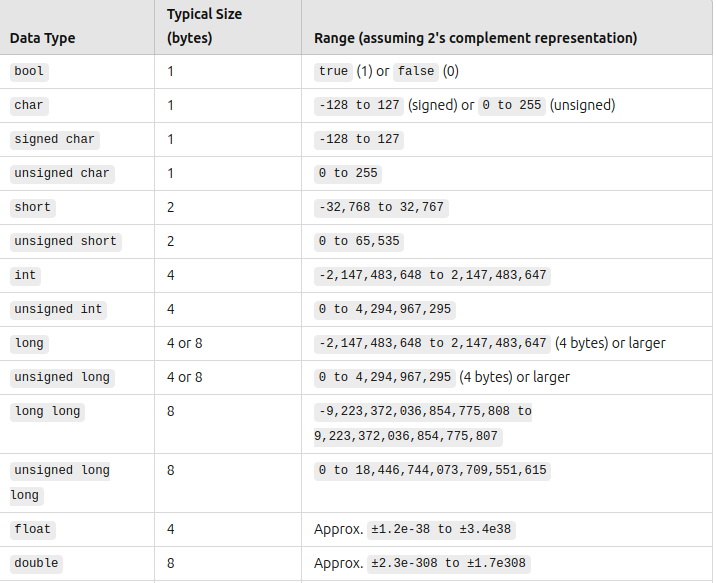 Data Type Typical Size (bytes) Range (assuming 2's complement representation)
bool 1 true (1) or false (0)
char 1 -128 to 127 (signed) or 0 to 255 (unsigned)
signed char 1 -128 to 127
unsigned char 1 0 to 255
short 2 -32,768 to 32,767
unsigned short 2 0 to 65,535
int 4 -2,147,483,648 to 2,147,483,647
unsigned int 4 0 to 4,294,967,295
long 4 or 8 -2,147,483,648 to 2,147,483,647 (4 bytes) or larger
unsigned long 4 or 8 0 to 4,294,967,295 (4 bytes) or larger
long long 8 -9,223,372,036,854,775,808 to
9,223,372,036,854,775,807
unsigned long 8 0 to 18,446,744,073,709,551,615
long
float 4 Approx. ±1.2e-38 to ±3.4e38
double 8 Approx. ±2.3e-308 to ±1.7e308